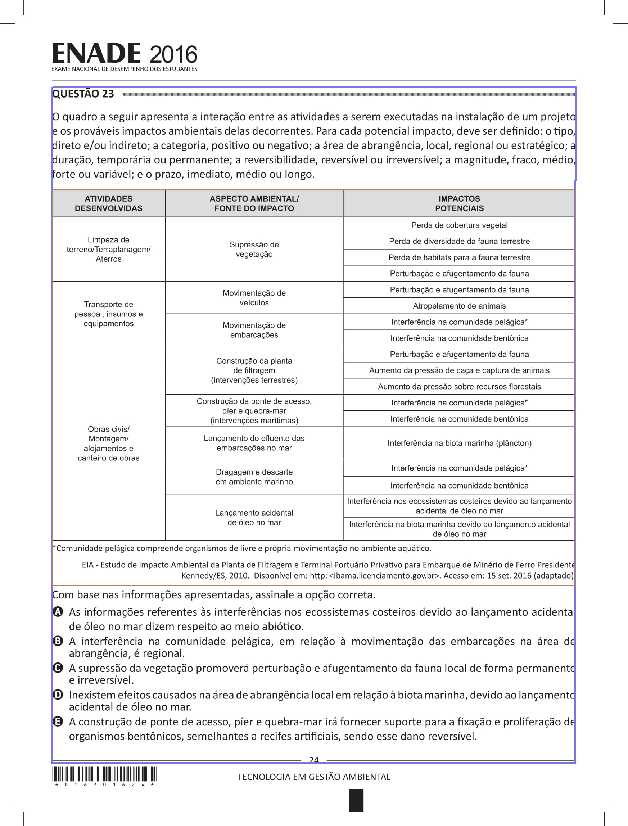 ENADE 2016
EXAME NACIONAL DE DESEMPENHO DOS ESTUDANTES
QUESTÃO 23
O quadro a seguir apresenta a interação entre as atividades a serem executadas na instalação de um projeto
e os prováveis impactos ambientais delas decorrentes. Para cada potencial impacto, deve ser definido: o tipo,
direto e/ou indireto; a categoria, positivo ou negativo; a área de abrangência, local, regional ou estratégico; a
duração, temporária ou permanente; a reversibilidade, reversível ou irreversível; a magnitude, fraco, médio,
forte ou variável; e o prazo, imediato, médio ou longo.
ATIVIDADES
DESENVOLVIDAS
ASPECTO AMBIENTAL/
FONTE DO IMPACTO
IMPACTOS
POTENCIAIS
Limpeza de
terreno/Terraplanagem/
Aterros
Supressão de
vegetação
Perda de cobertura vegetal
Perda de diversidade da fauna terrestre
Perda de habitats para a fauna terrestre
Perturbação e afugentamento da fauna
Transporte de
pessoal, insumos e
equipamentos
Movimentação de
veículos
Perturbação e afugentamento da fauna
Atropelamento de animais
Movimentação de
embarcações
Interferência na comunidade pelágica*
Interferência na comunidade bentônica
Obras civis/
Montagem/
alojamentos e
canteiro de obras
Construção da planta
de filtragem
(intervenções terrestres)
Perturbação e afugentamento da fauna
Aumento da pressão de caça e captura de animais
Aumento da pressão sobre recursos florestais
Construção da ponte de acesso,
píer e quebra-mar
(intervenções marítimas)
Interferência na comunidade pelágica*
Interferência na comunidade bentônica
Lançamento do efluente das
embarcações no mar
Interferência na biota marinha (plâncton)
Dragagem e descarte
em ambiente marinho
Interferência na comunidade pelágica*
Interferência na comunidade bentônica
Lançamento acidental
de óleo no mar
Interferência nos ecossistemas costeiros devido ao lançamento
acidental de óleo no mar
Interferência na biota marinha devido ao lançamento acidental
de óleo no mar
*Comunidade pelágica compreende organismos de livre e própria movimentação no ambiente aquático.
EIA - Estudo de Impacto Ambiental da Planta de Filtragem e Terminal Portuário Privativo para Embarque de Minério de Ferro Presidente
Kennedy/ES, 2010. Disponível em: http: <ibama.licenciamento.gov.br>. Acesso em: 15 set. 2016 (adaptado)
Com base nas informações apresentadas, assinale a opção correta.
A As informações referentes às interferências nos ecossistemas costeiros devido ao lançamento acidental
de óleo no mar dizem respeito ao meio abiótico.
B A interferência na comunidade pelágica, em relação à movimentação das embarcações na área de
abrangência, é regional.
C A supressão da vegetação promoverá perturbação e afugentamento da fauna local de forma permanente
e irreversível.
D Inexistem efeitos causados na área de abrangência local em relação à biota marinha, devido ao lançamento
acidental de óleo no mar.
E A construção de ponte de acesso, píer e quebra-mar irá fornecer suporte para a fixação e proliferação de
organismos bentônicos, semelhantes a recifes artificiais, sendo esse dano reversível.
24
TECNOLOGIA EM GESTÃO AMBIENTAL